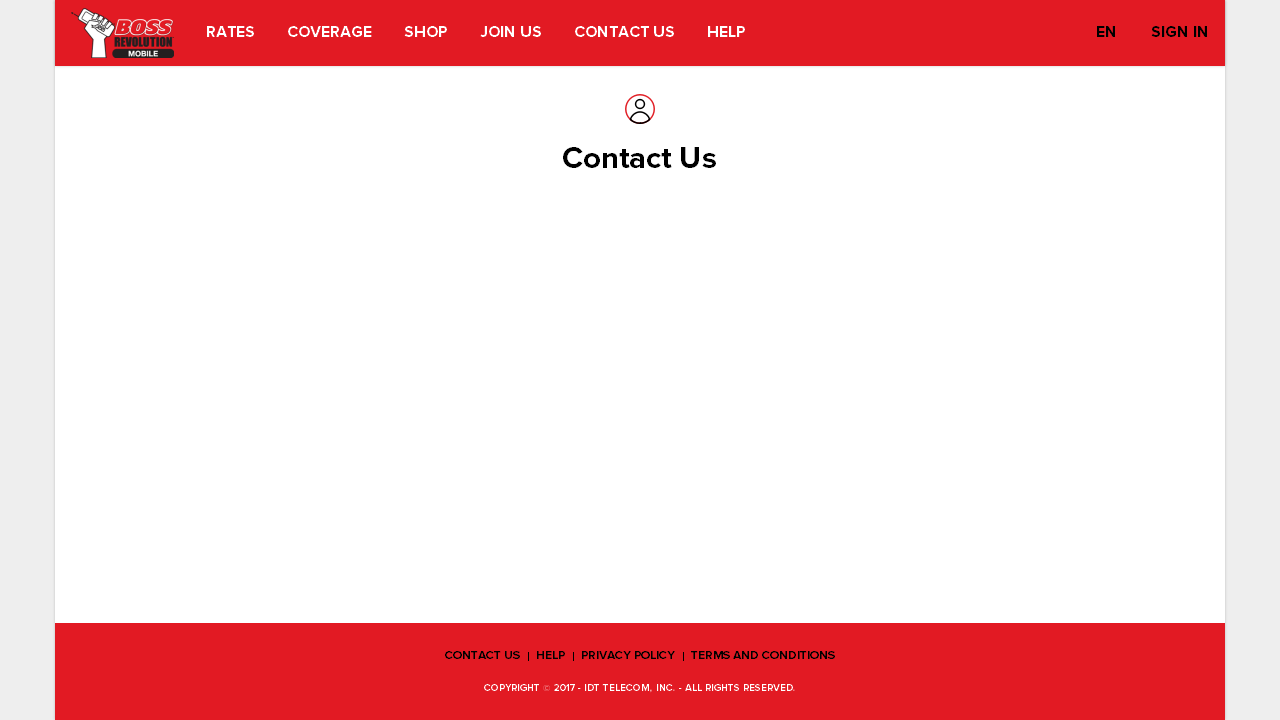 BOSS
REVOLUTION
MOBILE
RATES COVERAGE SHOP JOIN US CONTACT US HELP EN SIGN IN
Contact Us
CONTACT US | HELP | PRIVACY POLICY | TERMS AND CONDITIONS
COPYRIGHT © 2017 - IDT TELECOM, INC. - ALL RIGHTS RESERVED.